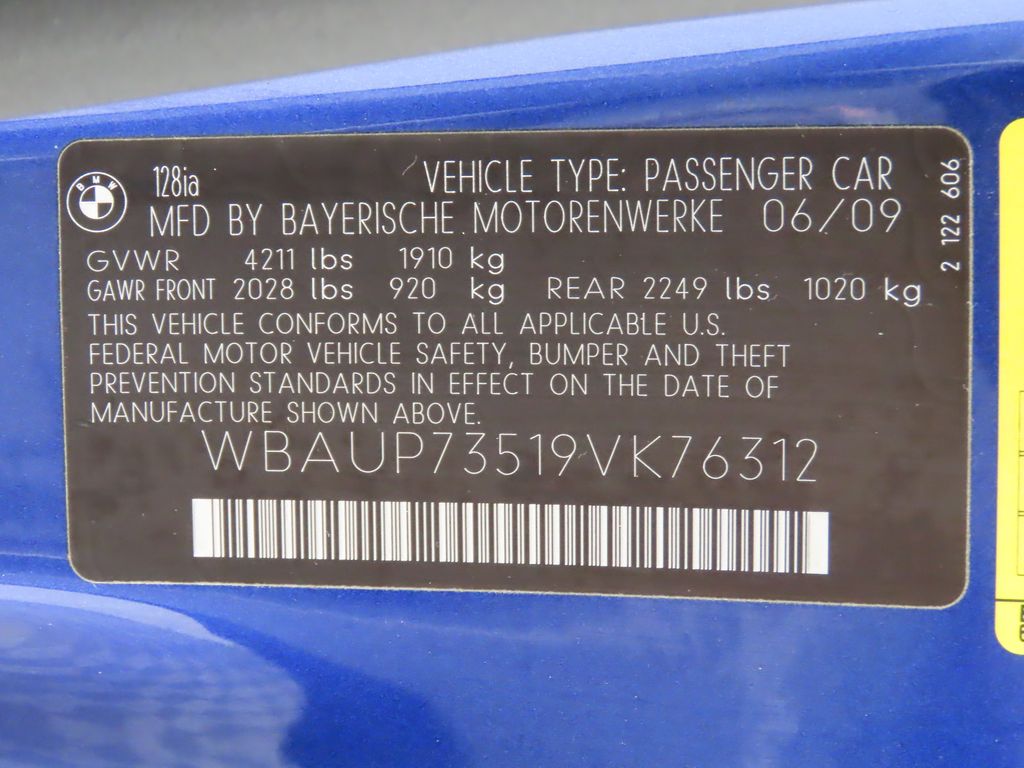 BMW
128ia
VEHICLE TYPE: PASSENGER CAR
MFD BY BAYERISCHE MOTORENWERKE 06/09
GVWR 4211 lbs 1910 kg
GAWR FRONT 2028 lbs 920 kg REAR 2249 lbs 1020 kg
THIS VEHICLE CONFORMS TO ALL APPLICABLE U.S.
FEDERAL MOTOR VEHICLE SAFETY, BUMPER AND THEFT
PREVENTION STANDARDS IN EFFECT ON THE DATE OF
MANUFACTURE SHOWN ABOVE.
WBAUP73519VK76312
2 122 606